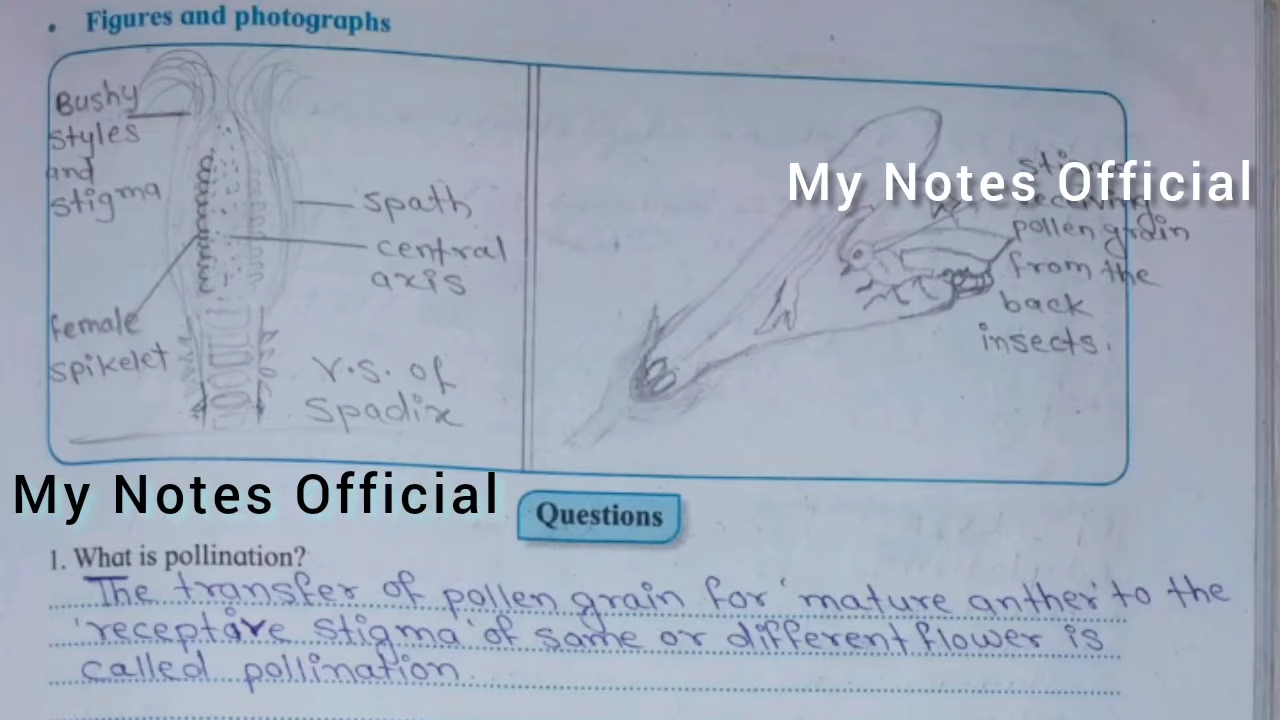 Figures and photographs
Bushy
styles
and
stigma
spath
central
axis
female
spikelet
V.S. of
Spadix
My Notes Official
pollen grain
from the
back
insects.
My Notes Official
Questions
1. What is pollination?
The transfer of pollen grain for 'mature anther' to the
'receptive stigma' of same or different flower is
called pollination.